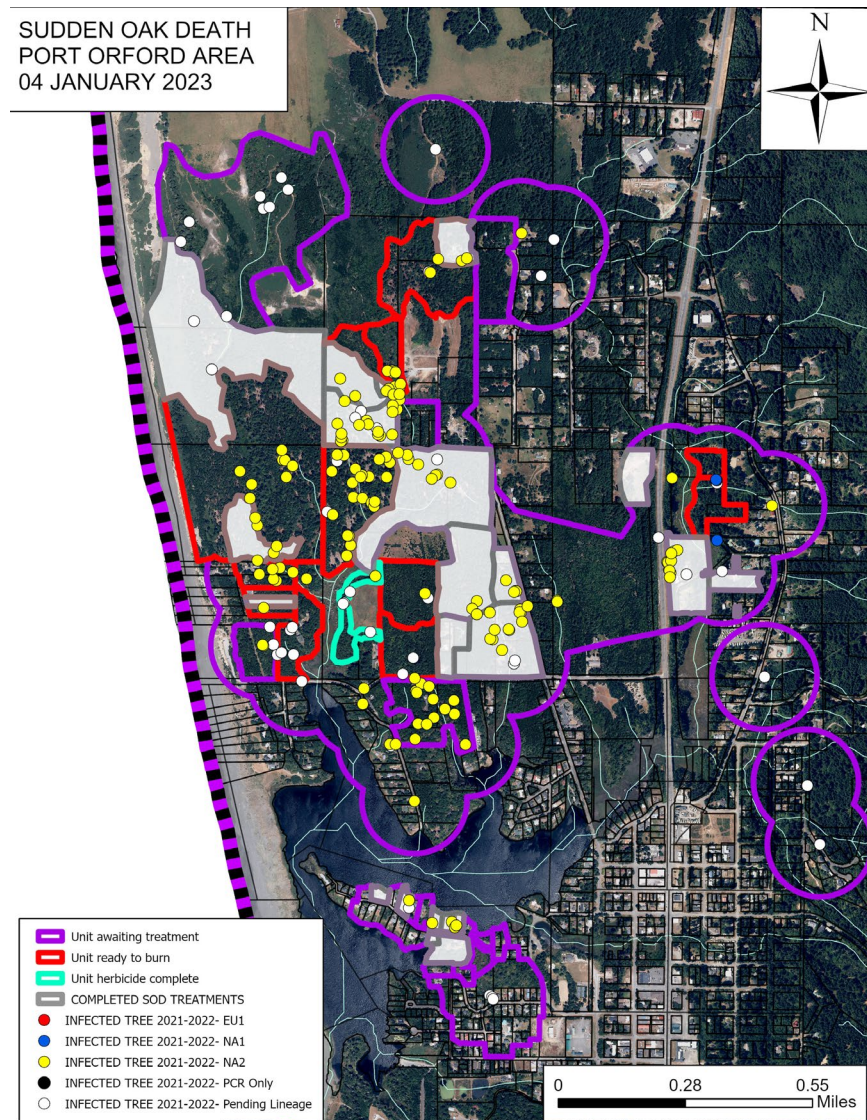 SUDDEN OAK DEATH
PORT ORFORD AREA
04 JANUARY 2023
N
Unit awaiting treatment
Unit ready to burn
Unit herbicide complete
COMPLETED SOD TREATMENTS
INFECTED TREE 2021-2022- EU1
INFECTED TREE 2021-2022- NA1
INFECTED TREE 2021-2022- NA2
INFECTED TREE 2021-2022- PCR Only
INFECTED TREE 2021-2022- Pending Lineage
0 0.28 0.55
Miles